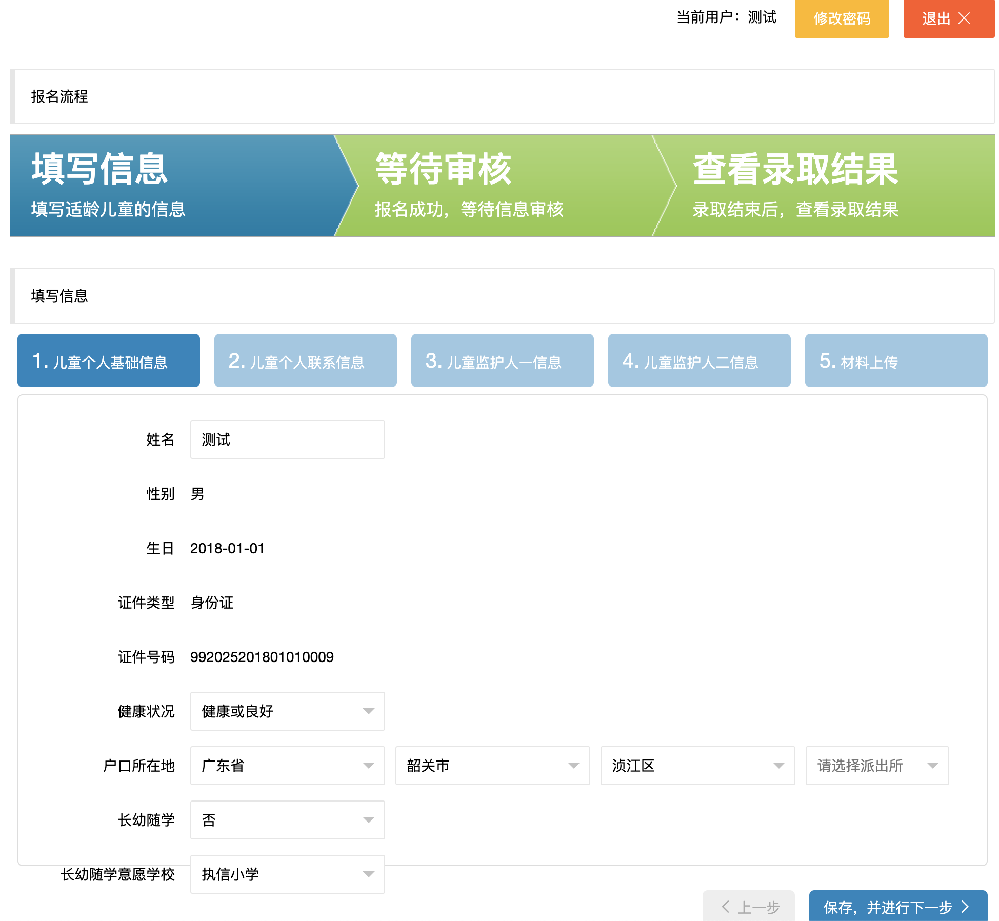 当前用户：测试 修改密码 退出
报名流程
填写信息 等待审核 查看录取结果
填写适龄儿童的信息 报名成功，等待信息审核 录取结束后，查看录取结果
填写信息
1. 儿童个人基础信息 2. 儿童个人联系信息 3. 儿童监护人一信息 4. 儿童监护人二信息 5. 材料上传
姓名 测试
性别 男
生日 2018-01-01
证件类型 身份证
证件号码 992025201801010009
健康状况 健康或良好
户口所在地 广东省 韶关市 浈江区 请选择派出所
长幼随学 否
长幼随学意愿学校 执信小学
上一步 保存，并进行下一步